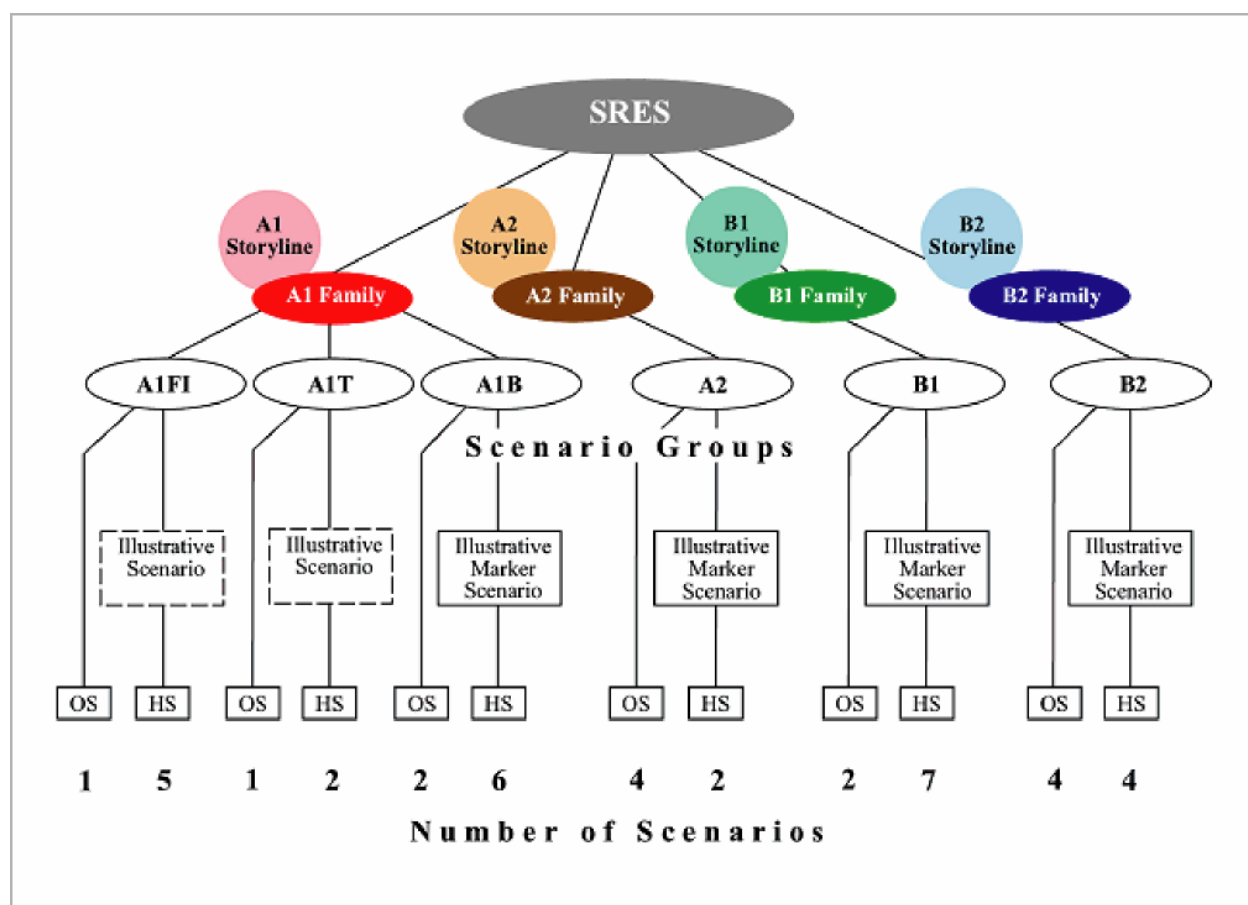 SRES
A1
Storyline
A2
Storyline
B1
Storyline
B2
Storyline
A1 Family
A2 Family
B1 Family
B2 Family
A1FI
A1T
A1B
A2
B1
B2
Scenario Groups
Illustrative
Scenario
Illustrative
Scenario
Illustrative
Marker
Scenario
Illustrative
Marker
Scenario
Illustrative
Marker
Scenario
Illustrative
Marker
Scenario
OS HS OS HS OS HS OS HS OS HS OS HS
1 5 1 2 2 6 4 2 2 7 4 4
Number of Scenarios